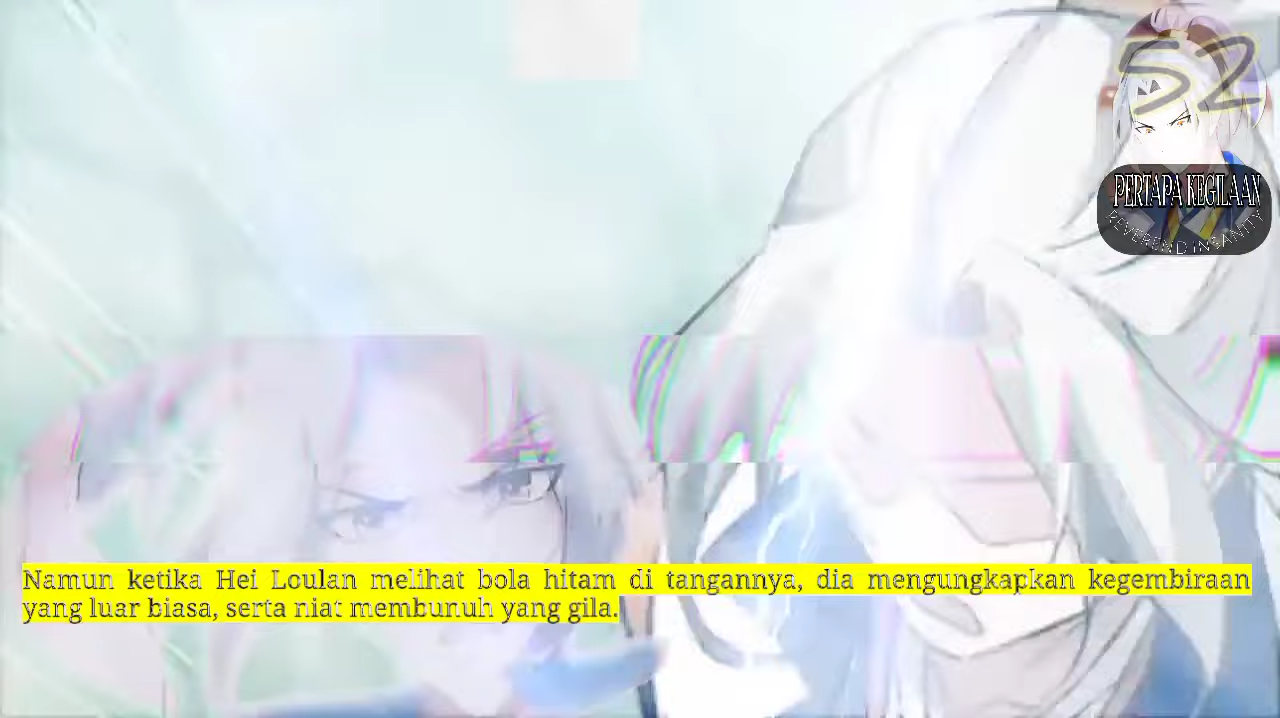 52
PERTAPA KEGILAAN
REVEREND INSANITY
Namun ketika Hei Loulan melihat bola hitam di tangannya, dia mengungkapkan kegembiraan
yang luar biasa, serta niat membunuh yang gila.